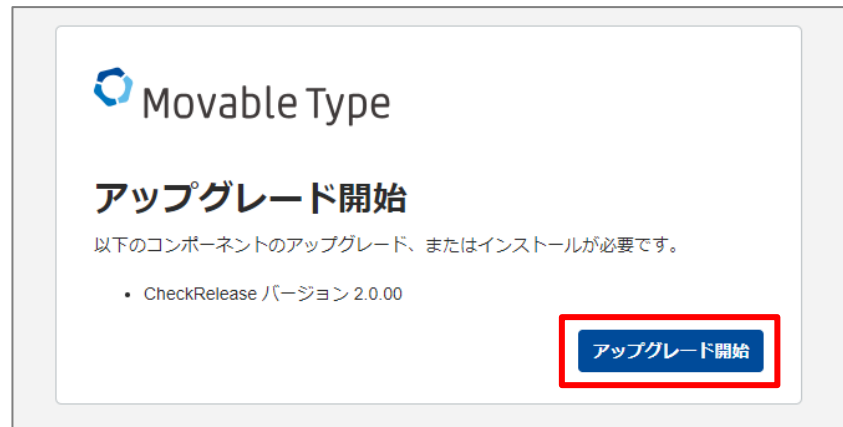 Movable Type
アップグレード開始
以下のコンポーネントのアップグレード、またはインストールが必要です。
• CheckRelease バージョン 2.0.00
アップグレード開始